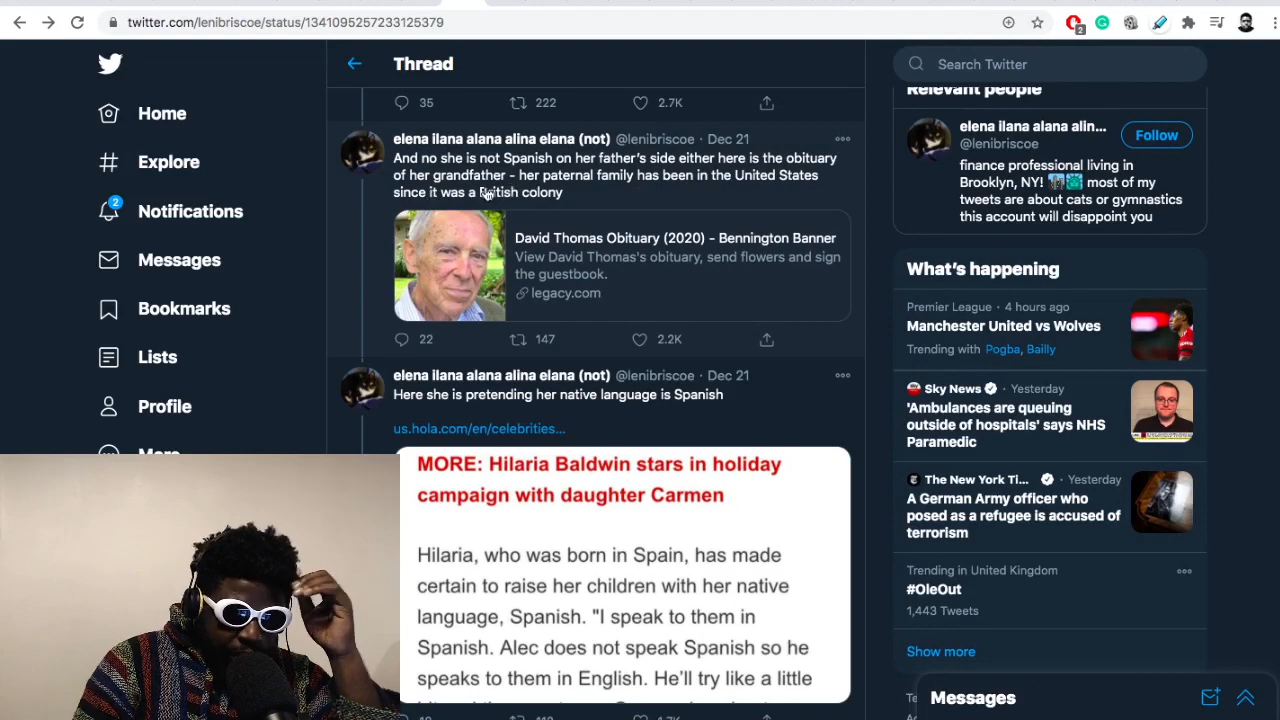 twitter.com/lenibriscoe/status/1341095257233125379
2
Home
Explore
2
Notifications
Messages
Bookmarks
Lists
Profile
Thread
35
222
2.7K
elena ilana alana alina elana (not) @lenibriscoe · Dec 21
And no she is not Spanish on her father's side either here is the obituary
of her grandfather - her paternal family has been in the United States
since it was a British colony
David Thomas Obituary (2020) - Bennington Banner
View David Thomas's obituary, send flowers and sign
the guestbook.
legacy.com
22
147
2.2K
elena ilana alana alina elana (not) @lenibriscoe · Dec 21
Here she is pretending her native language is Spanish
us.hola.com/en/celebrities...
MORE: Hilaria Baldwin stars in holiday
campaign with daughter Carmen
Hilaria, who was born in Spain, has made
certain to raise her children with her native
language, Spanish. "I speak to them in
Spanish. Alec does not speak Spanish so he
speaks to them in English. He'll try like a little
Search Twitter
Relevant people
elena ilana alana alin...
@lenibriscoe
Follow
finance professional living in
Brooklyn, NY! most of my
tweets are about cats or gymnastics
this account will disappoint you
What's happening
Premier League · 4 hours ago
Manchester United vs Wolves
Trending with Pogba, Bailly
Sky News · Yesterday
'Ambulances are queuing
outside of hospitals' says NHS
Paramedic
The New York Ti... · Yesterday
A German Army officer who
posed as a refugee is accused of
terrorism
Trending in United Kingdom
#OleOut
1,443 Tweets
Show more
Messages